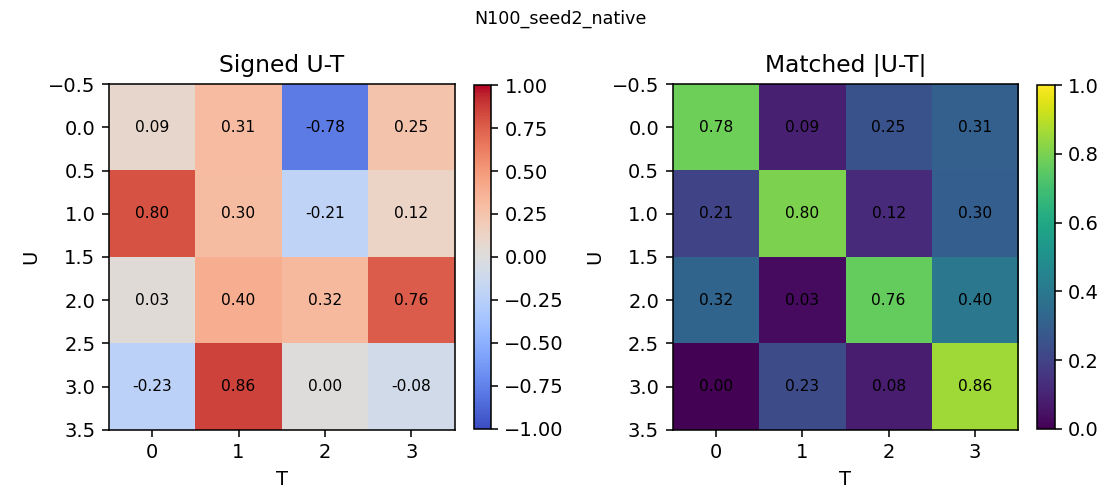 N100_seed2_native
Signed U-T
Matched |U-T|
−0.5
0.0
0.5
1.0
1.5
2.0
2.5
3.0
3.5
U
0.09 0.31 -0.78 0.25
0.80 0.30 -0.21 0.12
0.03 0.40 0.32 0.76
-0.23 0.86 0.00 -0.08
0 1 2 3
T
1.00
0.75
0.50
0.25
0.00
−0.25
−0.50
−0.75
−1.00
−0.5
0.0
0.5
1.0
1.5
2.0
2.5
3.0
3.5
U
0.78 0.09 0.25 0.31
0.21 0.80 0.12 0.30
0.32 0.03 0.76 0.40
0.00 0.23 0.08 0.86
0 1 2 3
T
1.0
0.8
0.6
0.4
0.2
0.0